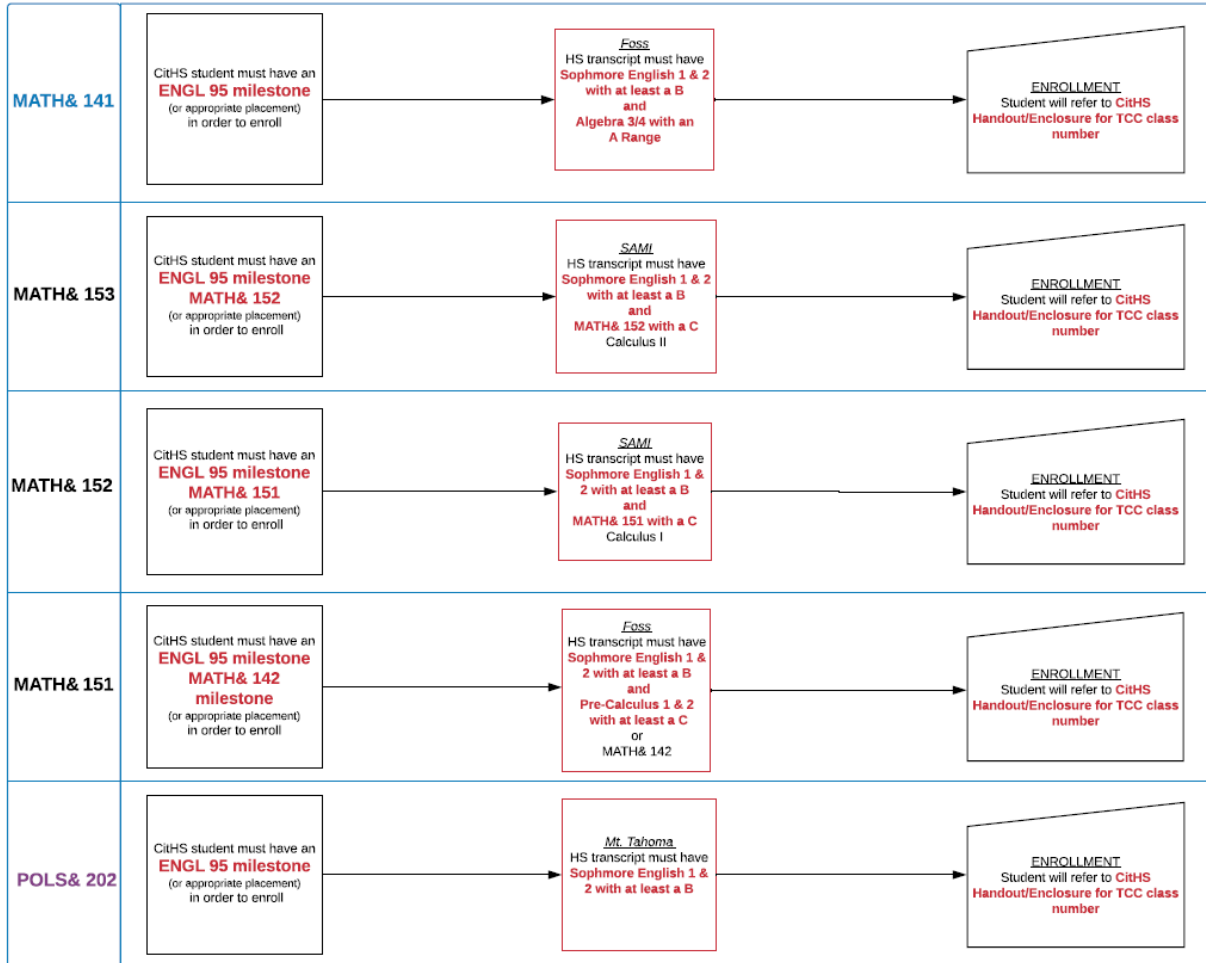 MATH& 141
CitHS student must have an
ENGL 95 milestone
(or appropriate placement)
in order to enroll
Foss
HS transcript must have
Sophmore English 1 & 2
with at least a B
and
Algebra 3/4 with an
A Range
ENROLLMENT
Student will refer to CitHS
Handout/Enclosure for TCC class
number
MATH& 153
CitHS student must have an
ENGL 95 milestone
MATH& 152
(or appropriate placement)
in order to enroll
SAMI
HS transcript must have
Sophmore English 1 & 2
with at least a B
and
MATH& 152 with a C
Calculus II
ENROLLMENT
Student will refer to CitHS
Handout/Enclosure for TCC class
number
MATH& 152
CitHS student must have an
ENGL 95 milestone
MATH& 151
(or appropriate placement)
in order to enroll
SAMI
HS transcript must have
Sophmore English 1 &
2 with at least a B
and
MATH& 151 with a C
Calculus I
ENROLLMENT
Student will refer to CitHS
Handout/Enclosure for TCC class
number
MATH& 151
CitHS student must have an
ENGL 95 milestone
MATH& 142
milestone
(or appropriate placement)
in order to enroll
Foss
HS transcript must have
Sophmore English 1 &
2 with at least a B
and
Pre-Calculus 1 & 2
with at least a C
or
MATH& 142
ENROLLMENT
Student will refer to CitHS
Handout/Enclosure for TCC class
number
POLS& 202
CitHS student must have an
ENGL 95 milestone
(or appropriate placement)
in order to enroll
Mt. Tahoma
HS transcript must have
Sophmore English 1 &
2 with at least a B
ENROLLMENT
Student will refer to CitHS
Handout/Enclosure for TCC class
number